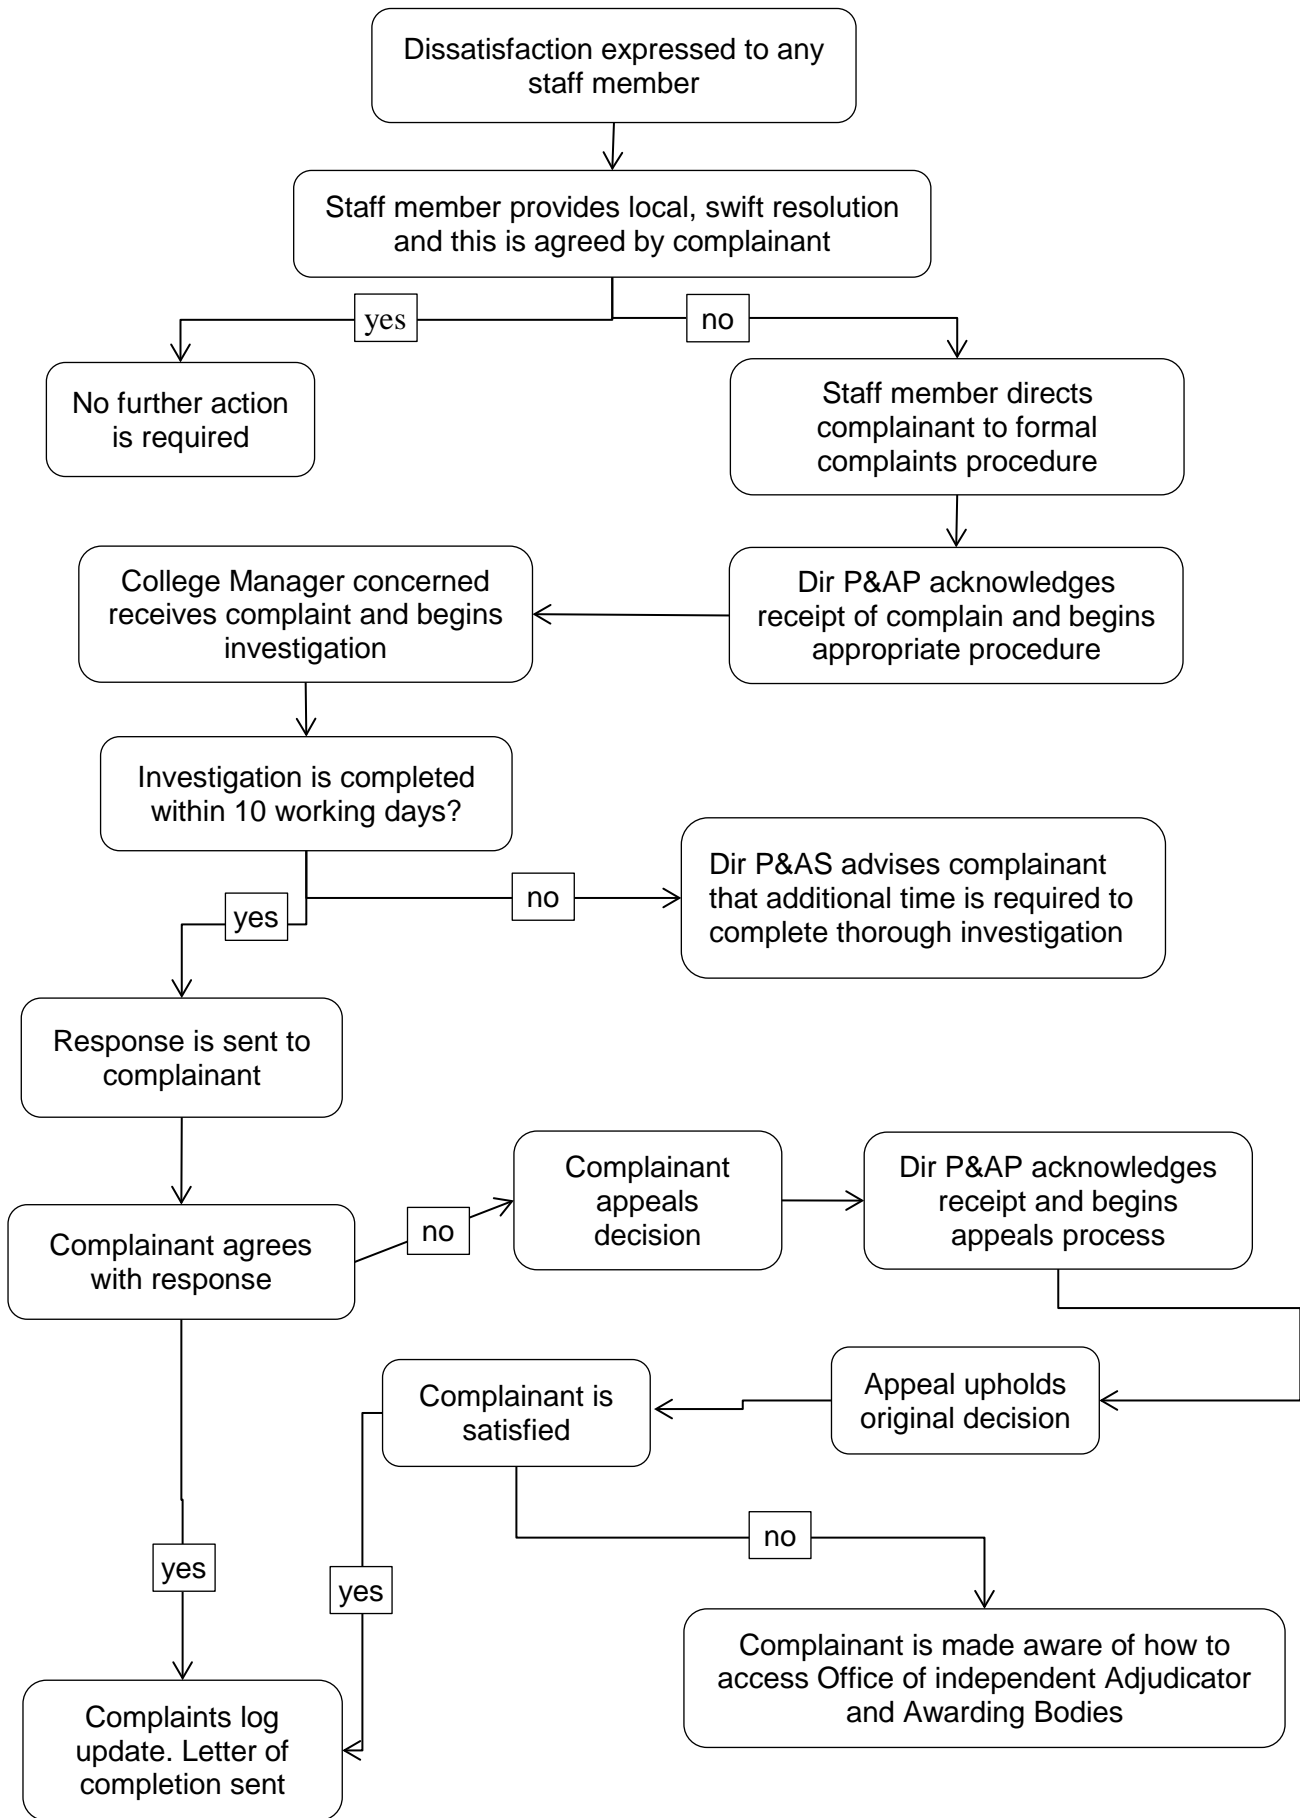 Dissatisfaction expressed to any
staff member
Staff member provides local, swift resolution
and this is agreed by complainant
yes
no
No further action
is required
Staff member directs
complainant to formal
complaints procedure
College Manager concerned
receives complaint and begins
investigation
Dir P&AP acknowledges
receipt of complain and begins
appropriate procedure
Investigation is completed
within 10 working days?
yes
no
Dir P&AS advises complainant
that additional time is required to
complete thorough investigation
Response is sent to
complainant
Complainant agrees
with response
no
Complainant
appeals
decision
Dir P&AP acknowledges
receipt and begins
appeals process
Appeal upholds
original decision
Complainant is
satisfied
no
yes
yes
Complainant is made aware of how to
access Office of independent Adjudicator
and Awarding Bodies
Complaints log
update. Letter of
completion sent